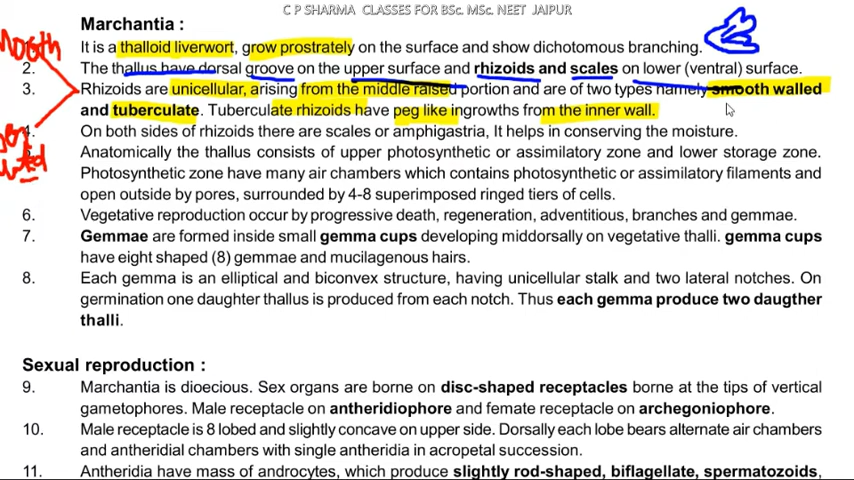 C P SHARMA CLASSES FOR BSc. MSc. NEET JAIPUR
Marchantia :
It is a thalloid liverwort, grow prostrately on the surface and show dichotomous branching.
2. The thallus have dorsal groove on the upper surface and rhizoids and scales on lower (ventral) surface.
3. Rhizoids are unicellular, arising from the middle raised portion and are of two types namely smooth walled
and tuberculate. Tuberculate rhizoids have peg like ingrowths from the inner wall.
4. On both sides of rhizoids there are scales or amphigastria, It helps in conserving the moisture.
Anatomically the thallus consists of upper photosynthetic or assimilatory zone and lower storage zone.
Photosynthetic zone have many air chambers which contains photosynthetic or assimilatory filaments and
open outside by pores, surrounded by 4-8 superimposed ringed tiers of cells.
6. Vegetative reproduction occur by progressive death, regeneration, adventitious, branches and gemmae.
7. Gemmae are formed inside small gemma cups developing middorsally on vegetative thalli. gemma cups
have eight shaped (8) gemmae and mucilagenous hairs.
8. Each gemma is an elliptical and biconvex structure, having unicellular stalk and two lateral notches. On
germination one daughter thallus is produced from each notch. Thus each gemma produce two daugther
thalli.
Sexual reproduction :
9. Marchantia is dioecious. Sex organs are borne on disc-shaped receptacles borne at the tips of vertical
gametophores. Male receptacle on antheridiophore and female receptacle on archegoniophore.
10. Male receptacle is 8 lobed and slightly concave on upper side. Dorsally each lobe bears alternate air chambers
and antheridial chambers with single antheridia in acropetal succession.
11. Antheridia have mass of androcytes, which produce slightly rod-shaped, biflagellate, spermatozoids,